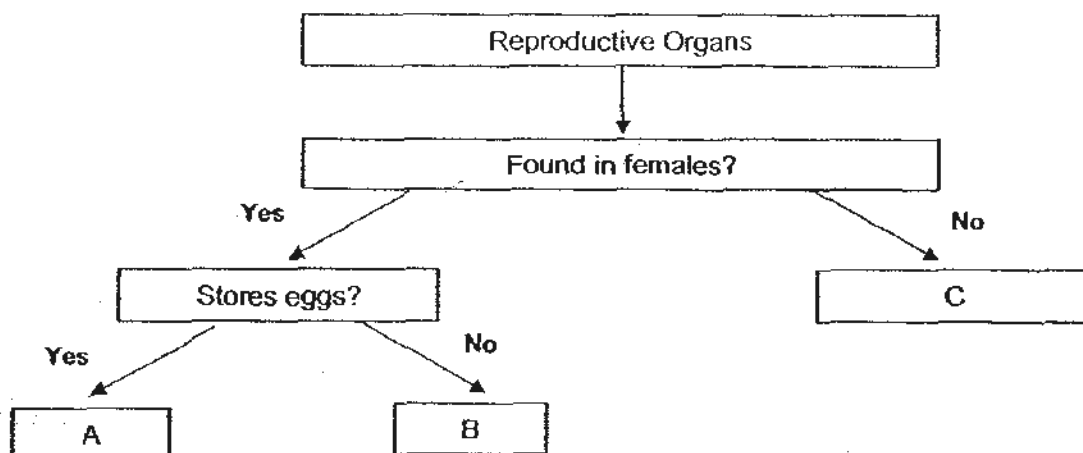 Reproductive Organs
Found in females?
Yes
No
Stores eggs?
C
Yes
No
A
B